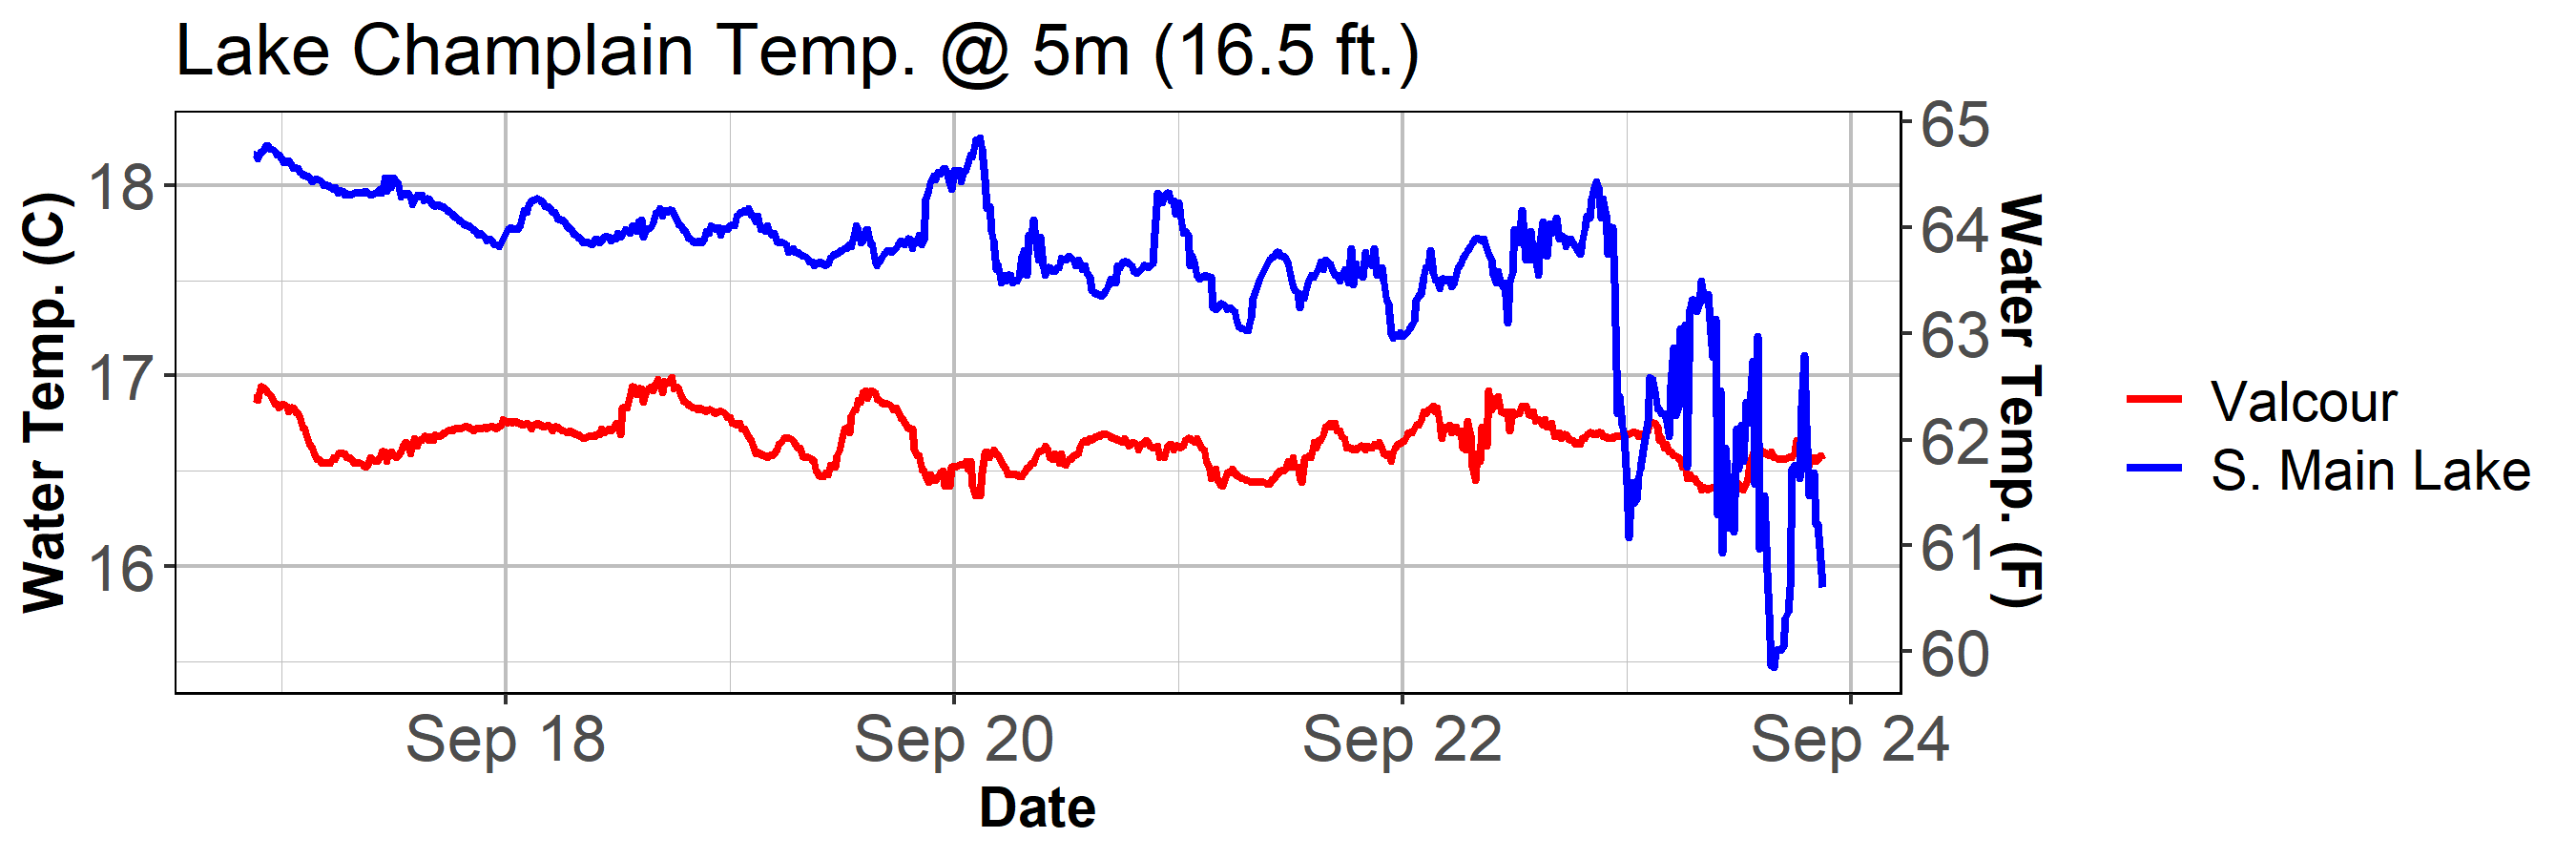 Lake Champlain Temp. @ 5m (16.5 ft.)
Water Temp. (C)
18
17
16
65
64
63
62
61
60
Water Temp. (F)
Sep 18
Sep 20
Sep 22
Sep 24
Date
Valcour
S. Main Lake